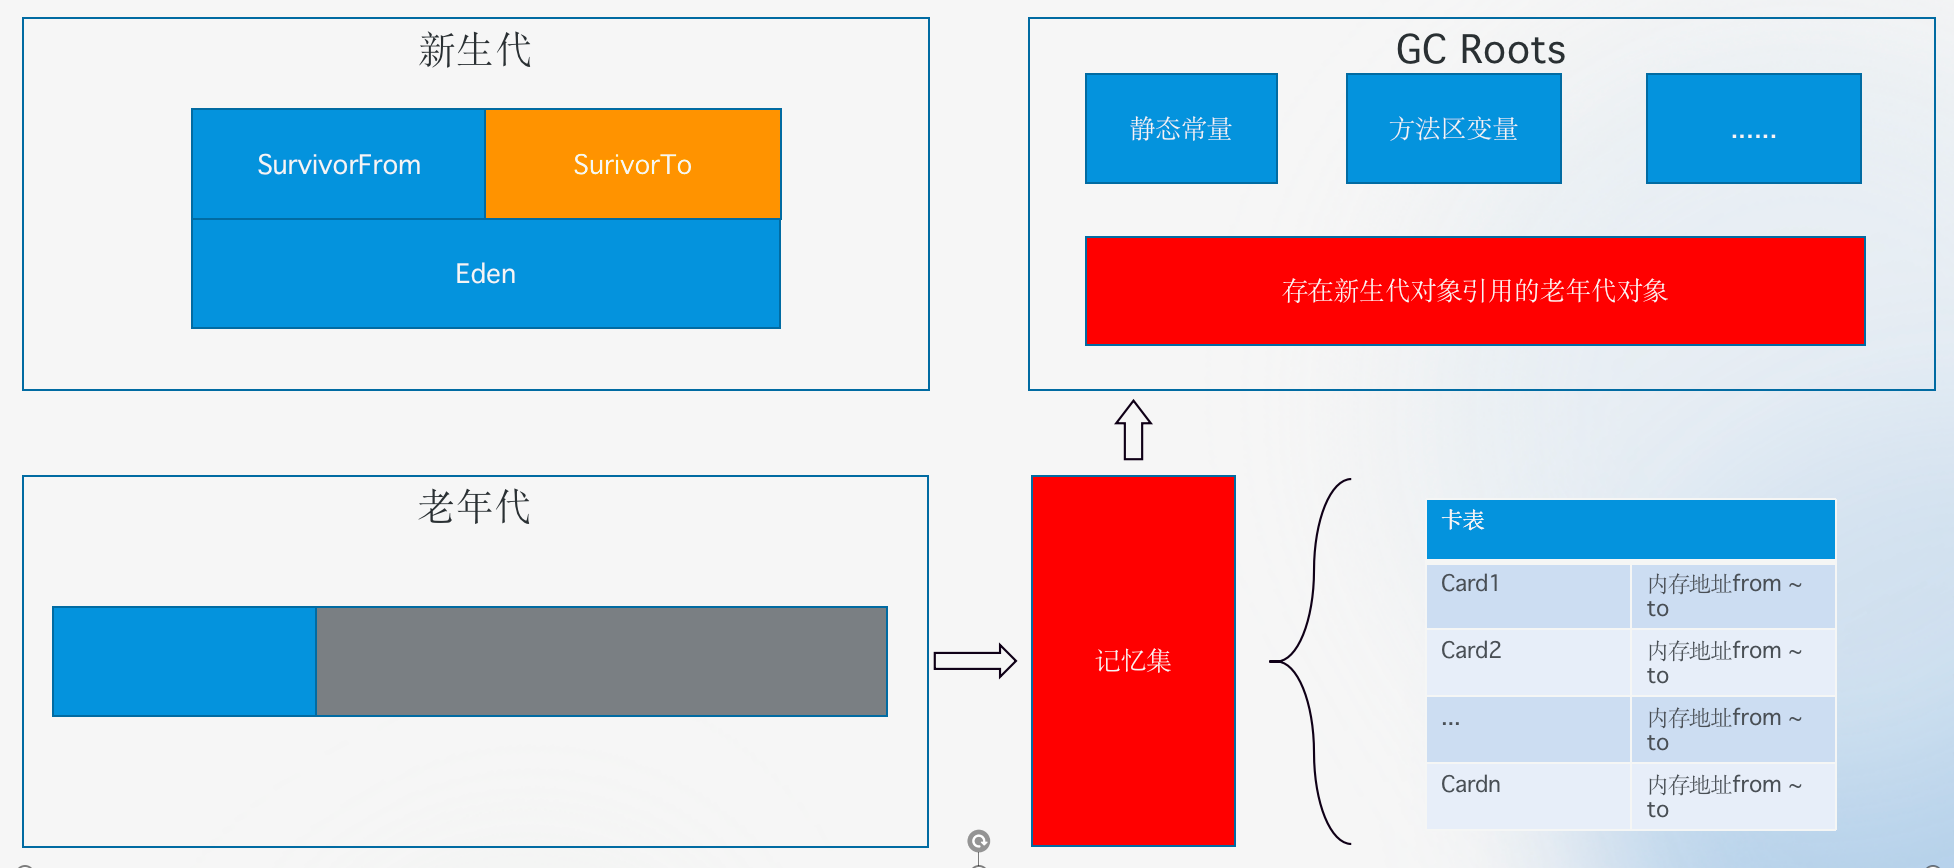 新生代
SurvivorFrom
SurivorTo
Eden
GC Roots
静态常量
方法区变量
......
存在新生代对象引用的老年代对象
老年代
记忆集
卡表
Card1
内存地址from ~
to
Card2
内存地址from ~
to
...
内存地址from ~
to
Cardn
内存地址from ~
to